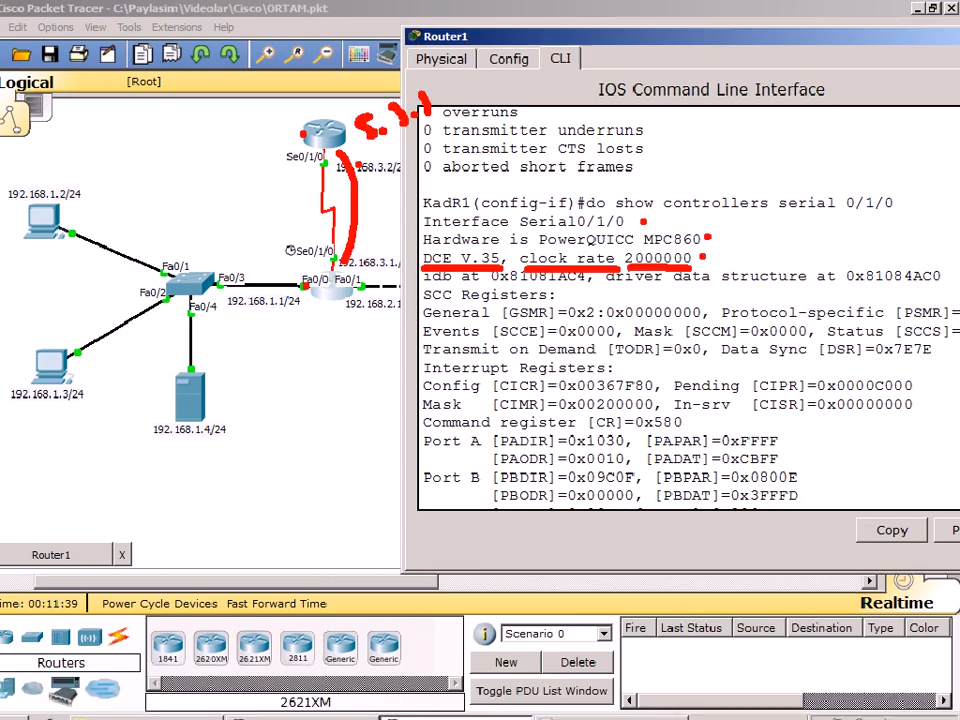 Cisco Packet Tracer - C:\Paylasim\Videolar\Cisco\ORTAM.pkt
Edit Options View Tools Extensions Help
Router1
Physical Config CLI
Logical [Root]
IOS Command Line Interface
overruns
0 transmitter underruns
0 transmitter CTS losts
0 aborted short frames
KadR1(config-if)#do show controllers serial 0/1/0
Interface Serial0/1/0
Hardware is PowerQUICC MPC860
DCE V.35, clock rate 2000000
idb at 0x81081AC4, driver data structure at 0x81084AC0
SCC Registers:
General [GSMR]=0x2:0x00000000, Protocol-specific [PSMR]=
Events [SCCE]=0x0000, Mask [SCCM]=0x0000, Status [SCCS]=
Transmit on Demand [TODR]=0x0, Data Sync [DSR]=0x7E7E
Interrupt Registers:
Config [CICR]=0x00367F80, Pending [CIPR]=0x0000C000
Mask [CIMR]=0x00200000, In-srv [CISR]=0x00000000
Command register [CR]=0x580
Port A [PADIR]=0x1030, [PAPAR]=0xFFFF
[PAODR]=0x0010, [PADAT]=0xCBFF
Port B [PBDIR]=0x09C0F, [PBPAR]=0x0800E
[PBODR]=0x00000, [PBDAT]=0x3FFFD
Copy P
Se0/1/0
192.168.3.2/2
192.168.1.2/24
Se0/1/0
192.168.3.1/
Fa0/1
Fa0/3
Fa0/0 Fa0/1
Fa0/2
192.168.1.1/24
192.168.2.1
Fa0/4
192.168.1.3/24
192.168.1.4/24
Router1 X
ime: 00:11:39 Power Cycle Devices Fast Forward Time
Realtime
Routers
1841 2620XM 2621XM 2811 Generic Generic
2621XM
Scenario 0
New Delete
Toggle PDU List Window
Fire Last Status Source Destination Type Color